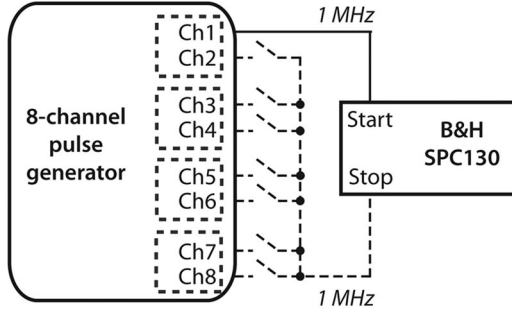 1 MHz
Ch1
Ch2
Ch3
Ch4
8-channel
pulse
generator
Ch5
Ch6
Ch7
Ch8
Start
B&H
SPC130
Stop
1 MHz